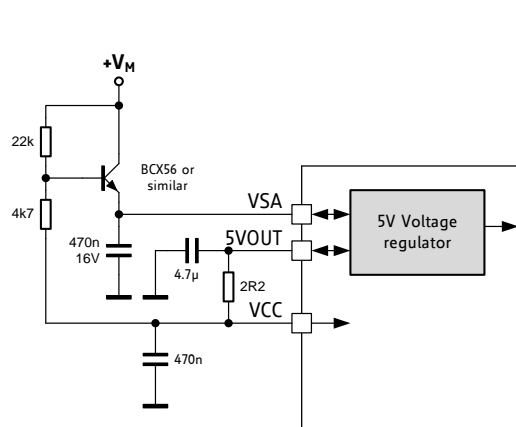 +VM
22k
BCX56 or
similar
4k7
VSA
5V Voltage
regulator
470n
16V
5VOUT
4.7µ
2R2
VCC
470n